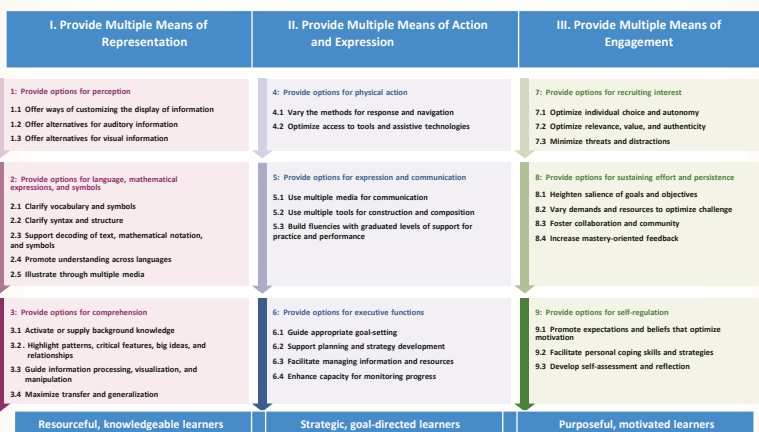 I. Provide Multiple Means of
Representation
1: Provide options for perception
1.1 Offer ways of customizing the display of information
1.2 Offer alternatives for auditory information
1.3 Offer alternatives for visual information
2: Provide options for language, mathematical
expressions, and symbols
2.1 Clarify vocabulary and symbols
2.2 Clarify syntax and structure
2.3 Support decoding of text, mathematical notation,
and symbols
2.4 Promote understanding across languages
2.5 Illustrate through multiple media
3: Provide options for comprehension
3.1 Activate or supply background knowledge
3.2 . Highlight patterns, critical features, big ideas, and
relationships
3.3 Guide information processing, visualization, and
manipulation
3.4 Maximize transfer and generalization
Resourceful, knowledgeable learners
II. Provide Multiple Means of Action
and Expression
4: Provide options for physical action
4.1 Vary the methods for response and navigation
4.2 Optimize access to tools and assistive technologies
5: Provide options for expression and communication
5.1 Use multiple media for communication
5.2 Use multiple tools for construction and composition
5.3 Build fluencies with graduated levels of support for
practice and performance
6: Provide options for executive functions
6.1 Guide appropriate goal-setting
6.2 Support planning and strategy development
6.3 Facilitate managing information and resources
6.4 Enhance capacity for monitoring progress
Strategic, goal-directed learners
III. Provide Multiple Means of
Engagement
7: Provide options for recruiting interest
7.1 Optimize individual choice and autonomy
7.2 Optimize relevance, value, and authenticity
7.3 Minimize threats and distractions
8: Provide options for sustaining effort and persistence
8.1 Heighten salience of goals and objectives
8.2 Vary demands and resources to optimize challenge
8.3 Foster collaboration and community
8.4 Increase mastery-oriented feedback
9: Provide options for self-regulation
9.1 Promote expectations and beliefs that optimize
motivation
9.2 Facilitate personal coping skills and strategies
9.3 Develop self-assessment and reflection
Purposeful, motivated learners